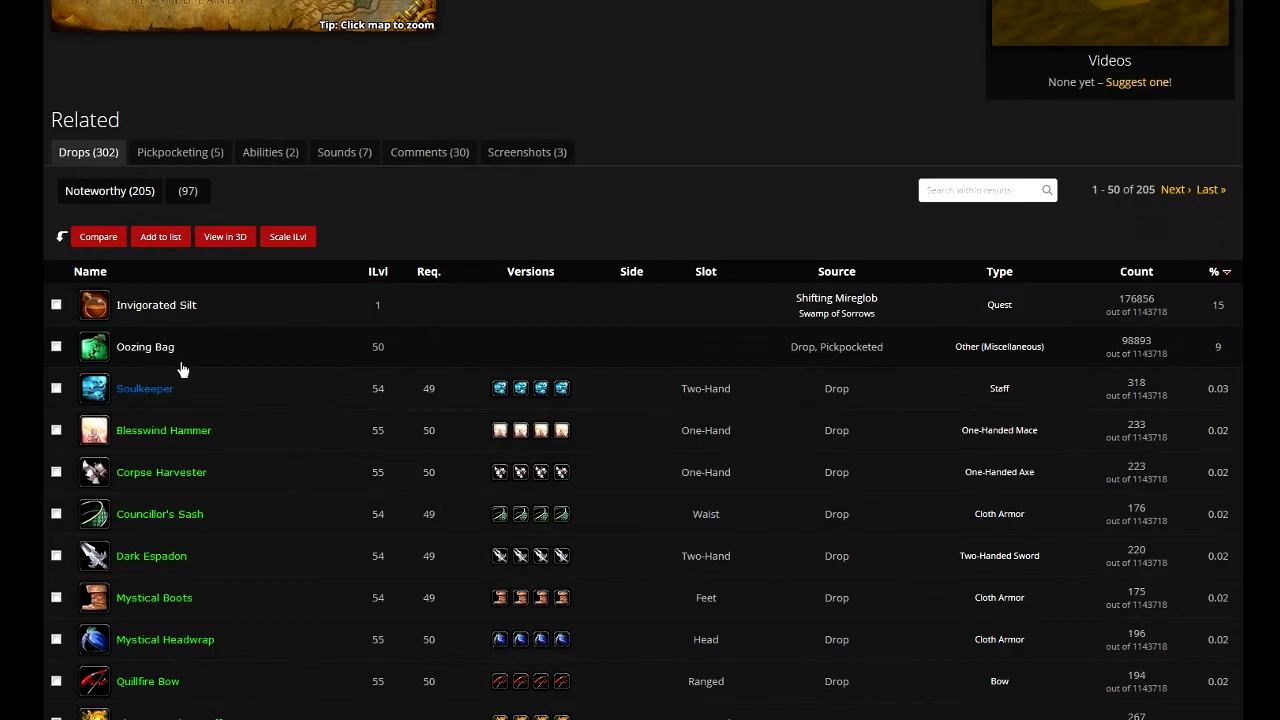 BLASTED LANDS
Tip: Click map to zoom
Videos
None yet – Suggest one!
Related
Drops (302) Pickpocketing (5) Abilities (2) Sounds (7) Comments (30) Screenshots (3)
Noteworthy (205) (97) Search within results... 1 - 50 of 205 Next › Last »
Compare Add to list View in 3D Scale ILvl
Name ILvl Req. Versions Side Slot Source Type Count %
Invigorated Silt 1 Shifting Mireglob Swamp of Sorrows Quest 176856 out of 1143718 15
Oozing Bag 50 Drop, Pickpocketed Other (Miscellaneous) 98893 out of 1143718 9
Soulkeeper 54 49 Two-Hand Drop Staff 318 out of 1143718 0.03
Blesswind Hammer 55 50 One-Hand Drop One-Handed Mace 233 out of 1143718 0.02
Corpse Harvester 55 50 One-Hand Drop One-Handed Axe 223 out of 1143718 0.02
Councillor's Sash 54 49 Waist Drop Cloth Armor 176 out of 1143718 0.02
Dark Espadon 54 49 Two-Hand Drop Two-Handed Sword 220 out of 1143718 0.02
Mystical Boots 54 49 Feet Drop Cloth Armor 175 out of 1143718 0.02
Mystical Headwrap 55 50 Head Drop Cloth Armor 196 out of 1143718 0.02
Quillfire Bow 55 50 Ranged Drop Bow 194 out of 1143718 0.02
267